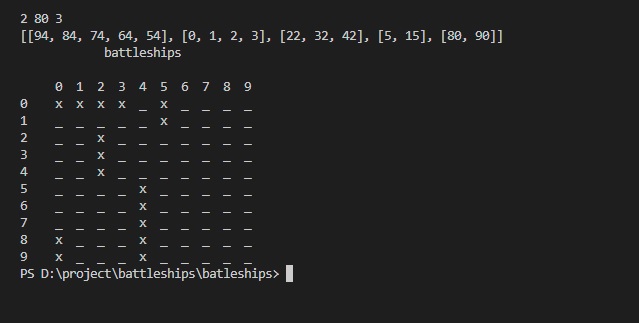 2 80 3
[[94, 84, 74, 64, 54], [0, 1, 2, 3], [22, 32, 42], [5, 15], [80, 90]]
            battleships

     0 1 2 3 4 5 6 7 8 9
0    x x x x _ x _ _ _ _
1    _ _ _ _ _ x _ _ _ _
2    _ _ x _ _ _ _ _ _ _
3    _ _ x _ _ _ _ _ _ _
4    _ _ x _ _ _ _ _ _ _
5    _ _ _ _ x _ _ _ _ _
6    _ _ _ _ x _ _ _ _ _
7    _ _ _ _ x _ _ _ _ _
8    x _ _ _ x _ _ _ _ _
9    x _ _ _ x _ _ _ _ _
PS D:\project\battleships\batleships>